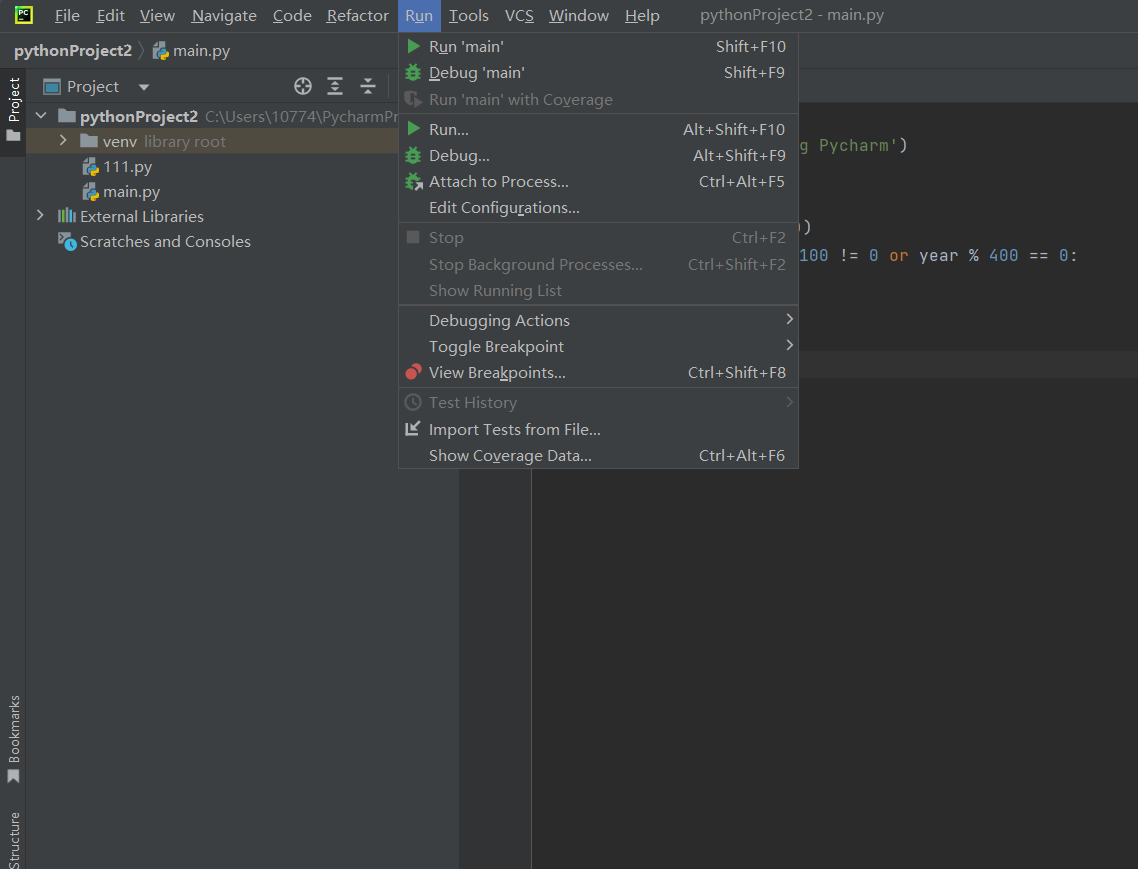 PC
File Edit View Navigate Code Refactor Run Tools VCS Window Help pythonProject2 - main.py
pythonProject2 main.py
Project
Project
pythonProject2 C:\Users\10774\PycharmPr
venv library root
111.py
main.py
External Libraries
Scratches and Consoles
Run 'main' Shift+F10
Debug 'main' Shift+F9
Run 'main' with Coverage
Run... Alt+Shift+F10
Debug... Alt+Shift+F9
Attach to Process... Ctrl+Alt+F5
Edit Configurations...
Stop Ctrl+F2
Stop Background Processes... Ctrl+Shift+F2
Show Running List
Debugging Actions
Toggle Breakpoint
View Breakpoints... Ctrl+Shift+F8
Test History
Import Tests from File...
Show Coverage Data... Ctrl+Alt+F6
g Pycharm')
)
100 != 0 or year % 400 == 0:
Bookmarks
Structure